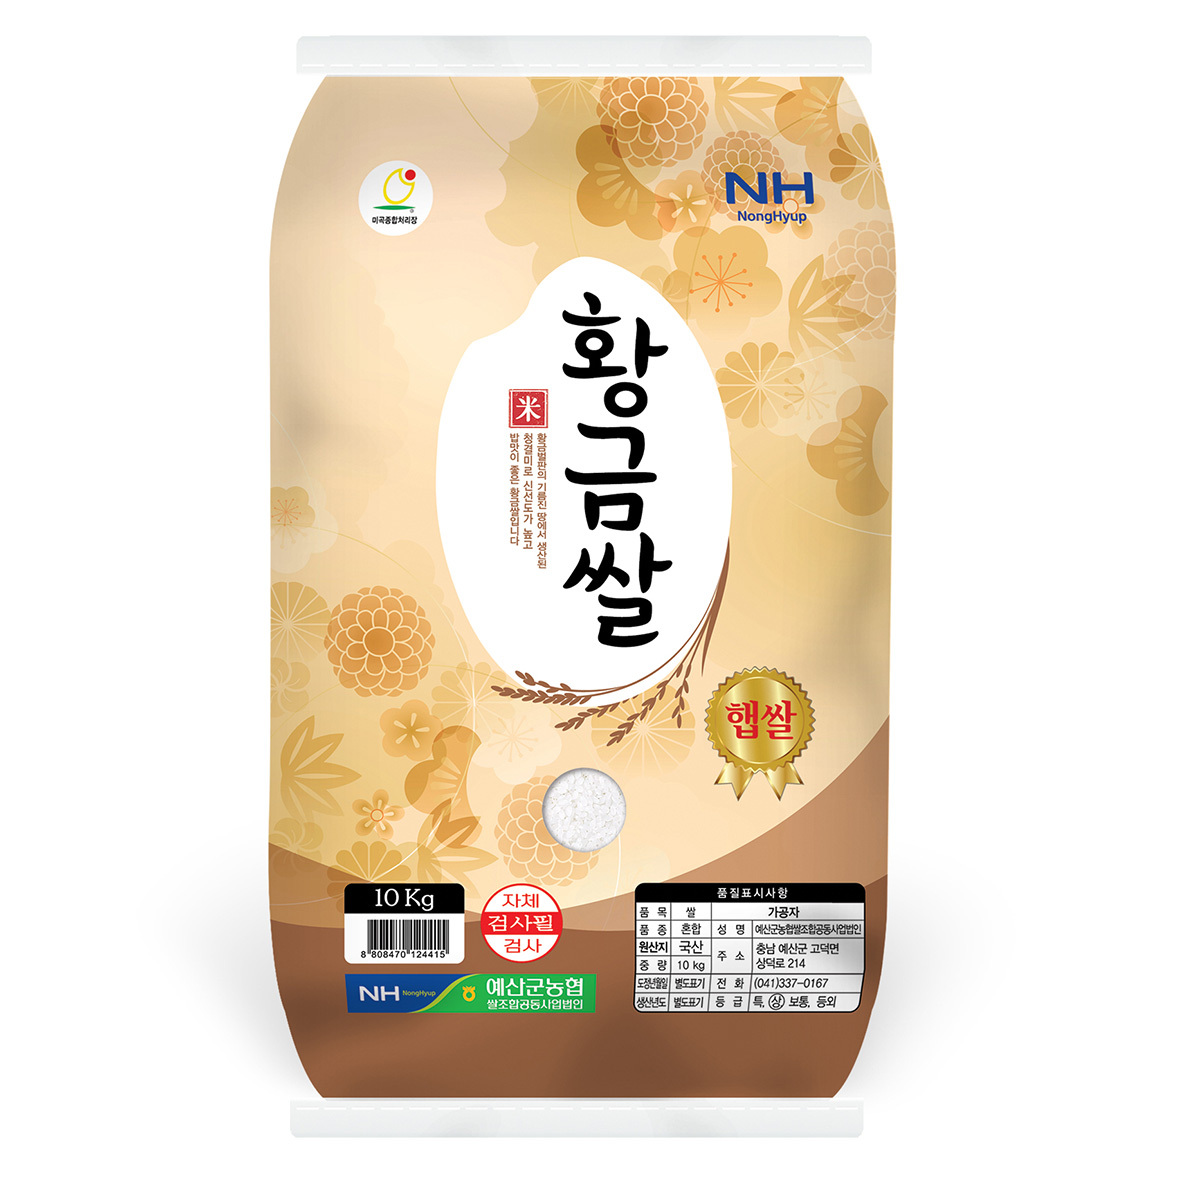 미곡종합처리장
NH
NongHyup
황금쌀
米
황금벌판의 기름진 땅에서 생산된
청결미로 신선도가 높고
밥맛이 좋은 황금쌀입니다
햅쌀
10 Kg
8 808470 124415
자체
검사필
검사
NH NongHyup
예산군농협
쌀조합공동사업법인
품질표시사항
품 목 쌀 가공자
품 종 혼합 성 명 예산군농협쌀조합공동사업법인
원산지 국산 주 소 충남 예산군 고덕면
중 량 10 kg 상덕로 214
도정년월일 별도표기 전 화 (041)337-0167
생산년도 별도표기 등 급 특, 상 보통, 등외